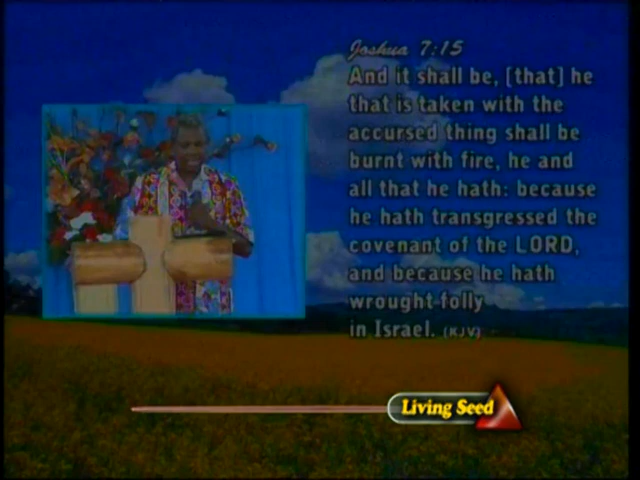 Joshua 7:15
And it shall be, [that] he
that is taken with the
accursed thing shall be
burnt with fire, he and
all that he hath: because
he hath transgressed the
covenant of the LORD,
and because he hath
wrought folly
in Israel. (KJV)
Living Seed